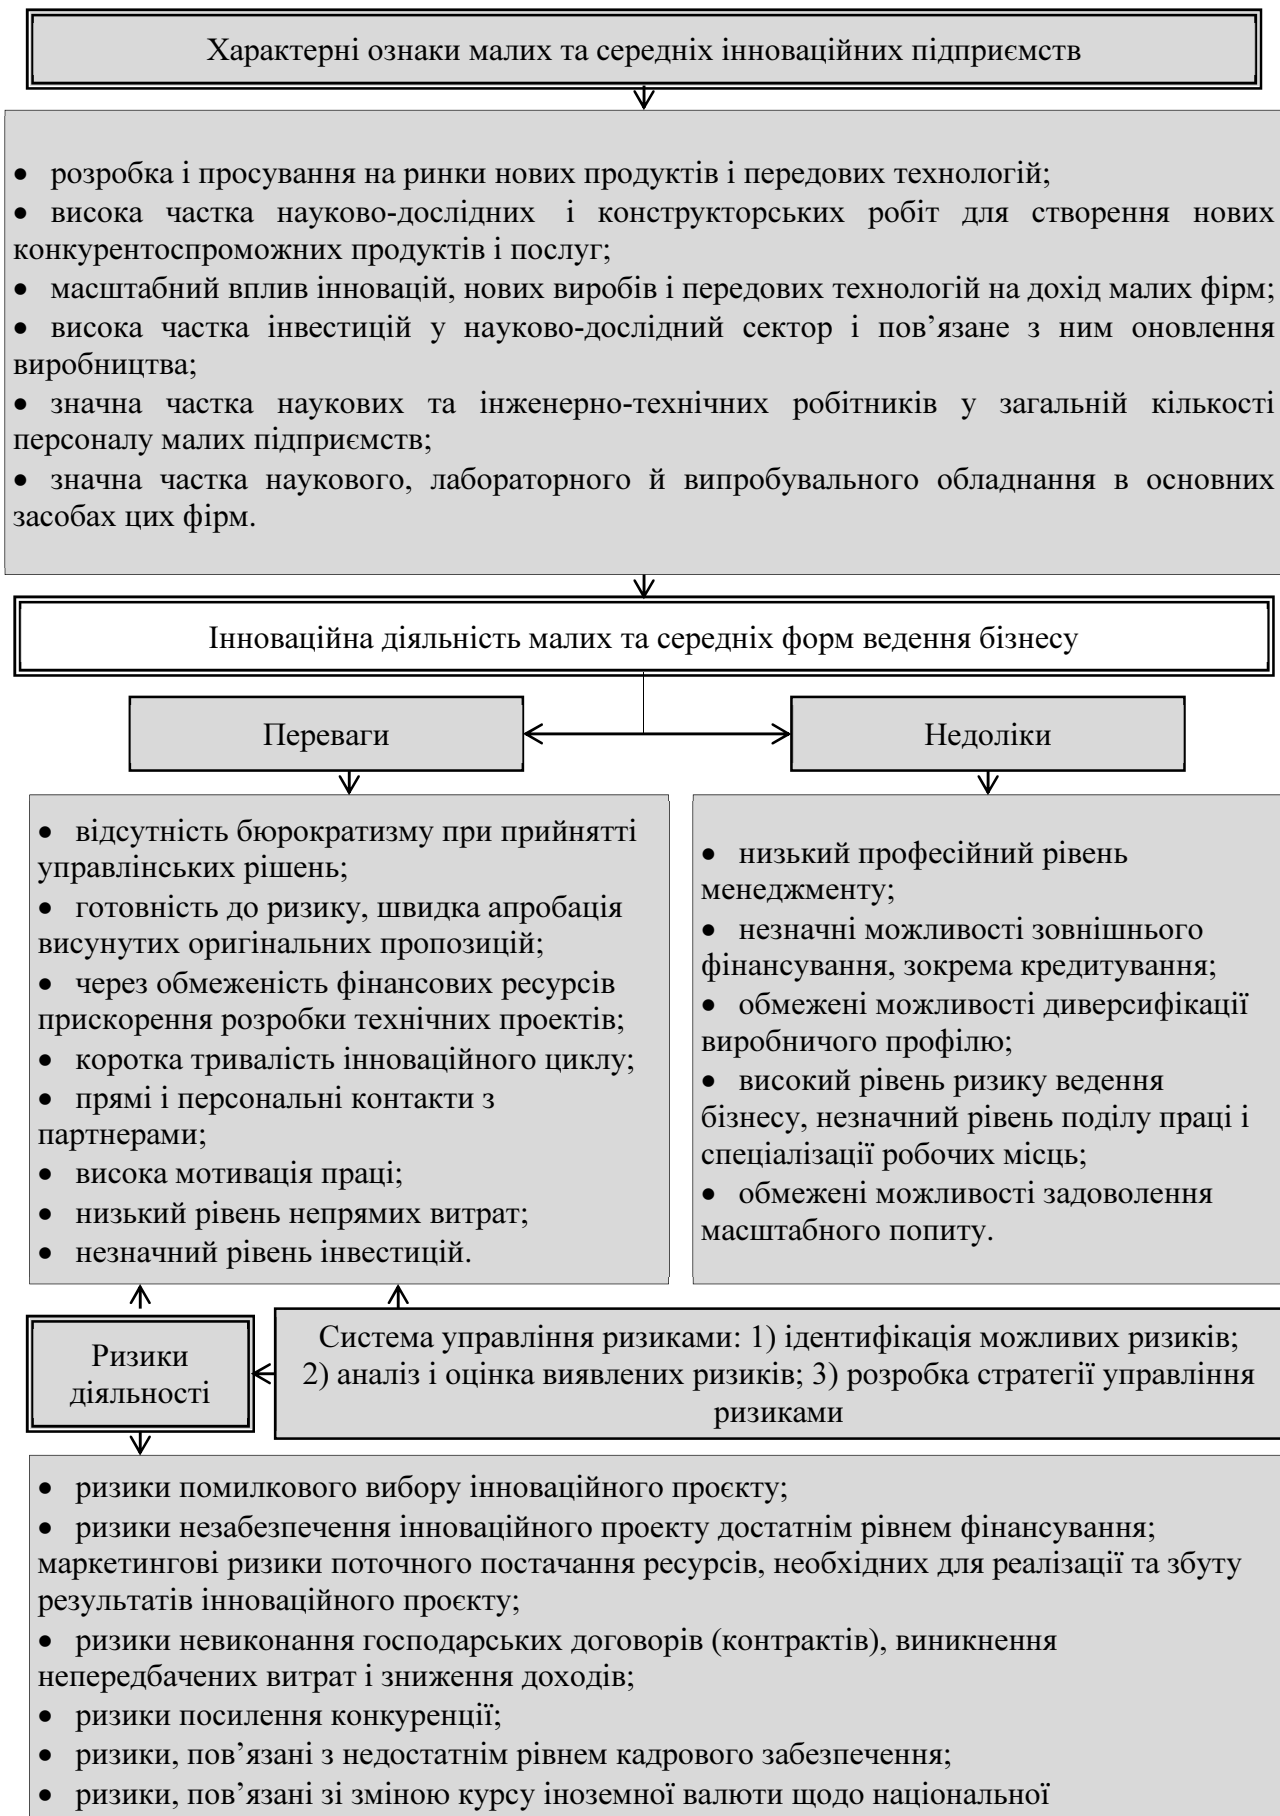 Характерні ознаки малих та середніх інноваційних підприємств
• розробка і просування на ринки нових продуктів і передових технологій;
• висока частка науково-дослідних і конструкторських робіт для створення нових
конкурентоспроможних продуктів і послуг;
• масштабний вплив інновацій, нових виробів і передових технологій на дохід малих фірм;
• висока частка інвестицій у науково-дослідний сектор і пов’язане з ним оновлення
виробництва;
• значна частка наукових та інженерно-технічних робітників у загальній кількості
персоналу малих підприємств;
• значна частка наукового, лабораторного й випробувального обладнання в основних
засобах цих фірм.
Інноваційна діяльність малих та середніх форм ведення бізнесу
Переваги
Недоліки
• відсутність бюрократизму при прийнятті
управлінських рішень;
• готовність до ризику, швидка апробація
висунутих оригінальних пропозицій;
• через обмеженість фінансових ресурсів
прискорення розробки технічних проектів;
• коротка тривалість інноваційного циклу;
• прямі і персональні контакти з
партнерами;
• висока мотивація праці;
• низький рівень непрямих витрат;
• незначний рівень інвестицій.
• низький професійний рівень
менеджменту;
• незначні можливості зовнішнього
фінансування, зокрема кредитування;
• обмежені можливості диверсифікації
виробничого профілю;
• високий рівень ризику ведення
бізнесу, незначний рівень поділу праці і
спеціалізації робочих місць;
• обмежені можливості задоволення
масштабного попиту.
Ризики
діяльності
Система управління ризиками: 1) ідентифікація можливих ризиків;
2) аналіз і оцінка виявлених ризиків; 3) розробка стратегії управління
ризиками
• ризики помилкового вибору інноваційного проєкту;
• ризики незабезпечення інноваційного проекту достатнім рівнем фінансування;
маркетингові ризики поточного постачання ресурсів, необхідних для реалізації та збуту
результатів інноваційного проєкту;
• ризики невиконання господарських договорів (контрактів), виникнення
непередбачених витрат і зниження доходів;
• ризики посилення конкуренції;
• ризики, пов’язані з недостатнім рівнем кадрового забезпечення;
• ризики, пов’язані зі зміною курсу іноземної валюти щодо національної